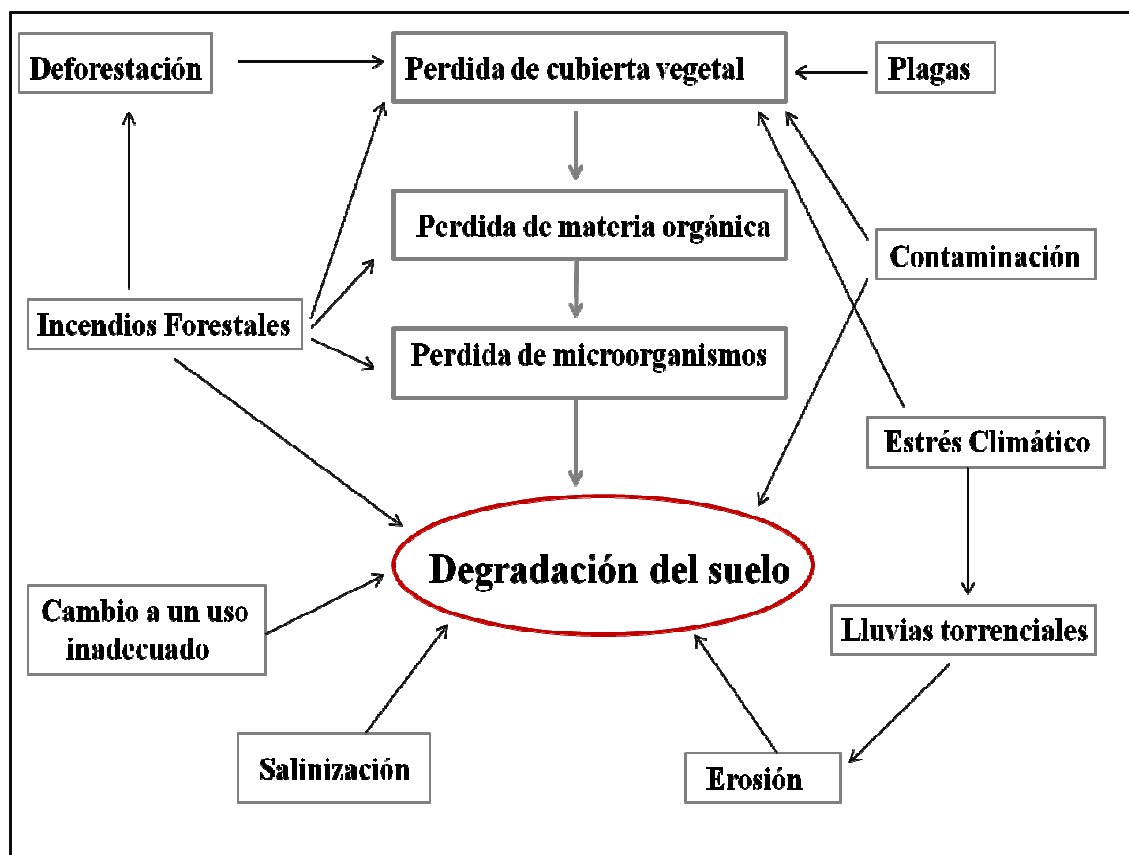 Deforestación
Perdida de cubierta vegetal
Plagas
Perdida de materia orgánica
Contaminación
Incendios Forestales
Perdida de microorganismos
Estrés Climático
Degradación del suelo
Cambio a un uso
inadecuado
Lluvias torrenciales
Salinización
Erosión